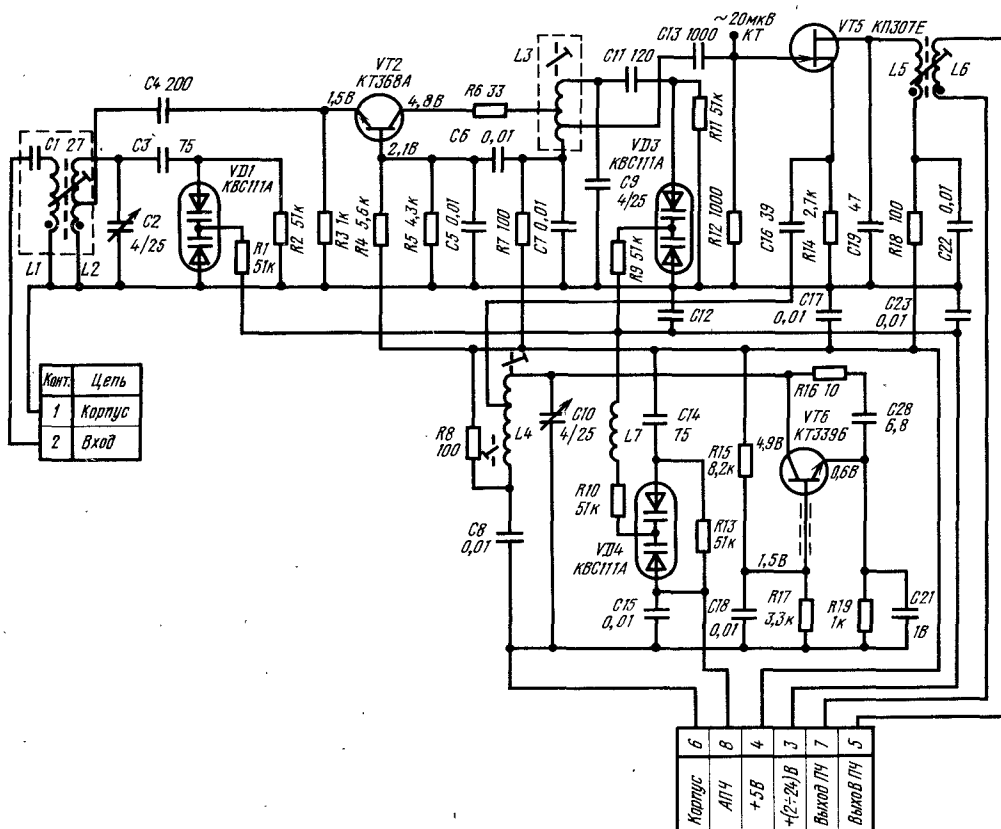 ~20мкВ
КТ
C13 1000
VT5 КП307Е
L3
C11 120
VT2
КТ368А
C4 200
1,5В
4,8В
R6 33
L5
L6
C1 27
C3
75
C6
0,01
2,1В
R11 51к
VD1
КВС111А
VD3
КВС111А
C2
4/25
C9
4/25
R1
51к
R2 51к
R3 1к
R4 5,6к
R5 4,3к
C5 0,01
R7 100
C7 0,01
R9 51к
R12 1000
C16 39
R14 2,7к
C19 47
R18 100
C22 0,01
L1
L2
C12
C17
0,01
C23
0,01
Конт.
Цепь
1
Корпус
2
Вход
R8
100
L4
C10
4/25
L7
C14
75
R16 10
VT6
КТ339Б
C28
6,8
R15
8,2к
4,9В
0,6В
R10
51к
R13
51к
C8
0,01
VD4
КВС111А
1,5В
C15
0,01
C18
0,01
R17
3,3к
R19
1к
C21
1В
6
8
4
3
7
5
Корпус
АПЧ
+5В
+(2÷24)В
Выход ПЧ
Выхов ПЧ